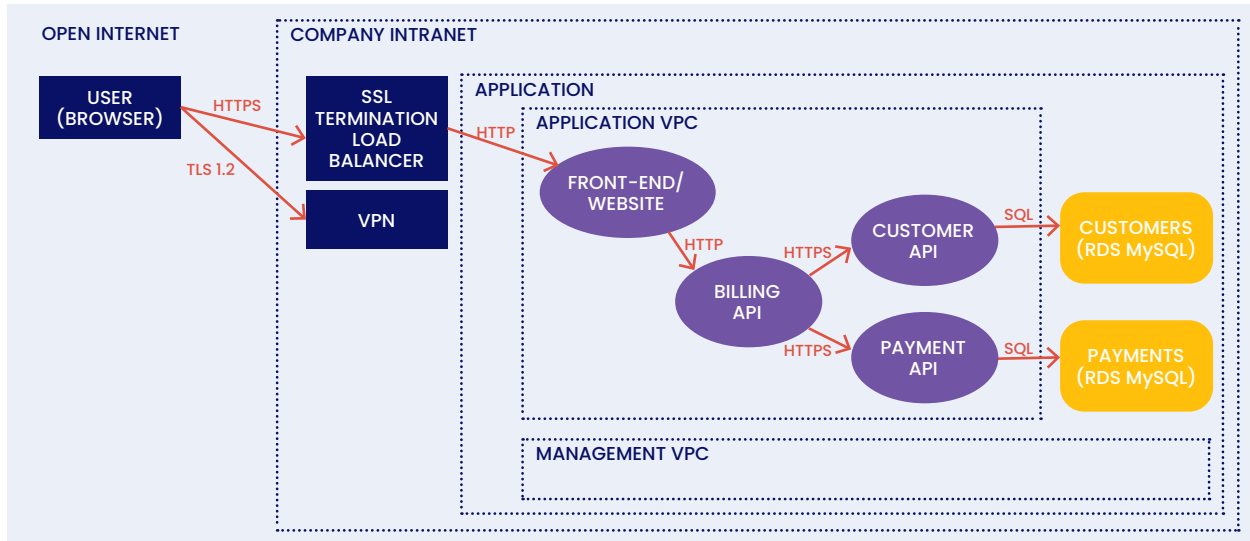 OPEN INTERNET
COMPANY INTRANET
USER
(BROWSER)
HTTPS
TLS 1.2
SSL
TERMINATION
LOAD
BALANCER
VPN
APPLICATION
HTTP
APPLICATION VPC
FRONT-END/
WEBSITE
HTTP
BILLING
API
HTTPS
HTTPS
CUSTOMER
API
PAYMENT
API
SQL
SQL
CUSTOMERS
(RDS MySQL)
PAYMENTS
(RDS MySQL)
MANAGEMENT VPC